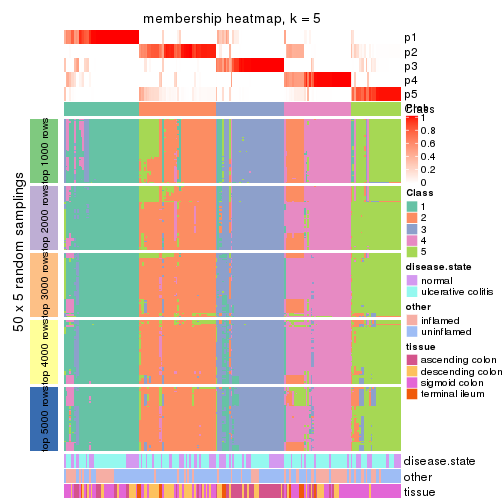 membership heatmap, k = 5
p1
p2
p3
p4
p5
Class
Prob
Class
1
0.8
0.6
0.4
0.2
0
Class
1
2
3
4
5
disease.state
normal
ulcerative colitis
other
inflamed
uninflamed
tissue
ascending colon
descending colon
sigmoid colon
terminal ileum
50 x 5 random samplings
top 1000 rows
top 2000 rows
top 3000 rows
top 4000 rows
top 5000 rows
disease.state
other
tissue